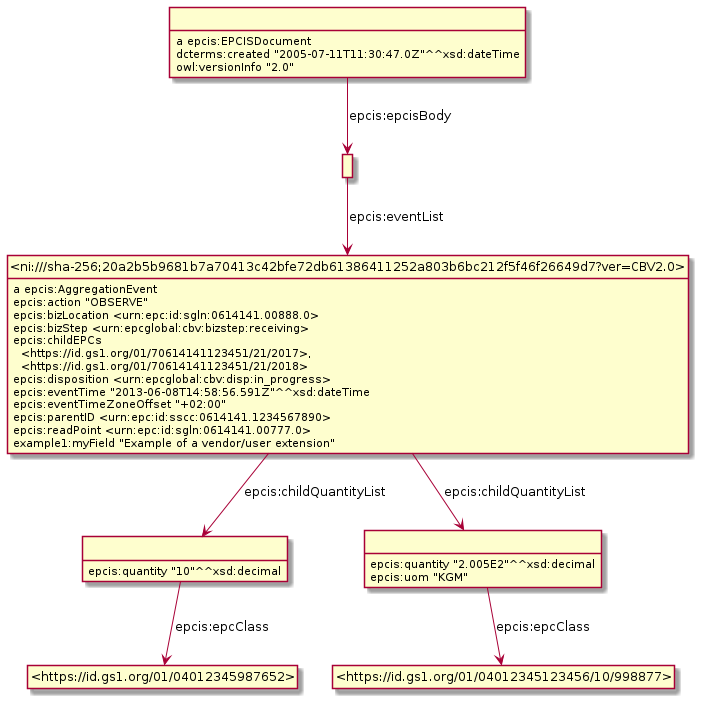 a epcis:EPCISDocument
dcterms:created "2005-07-11T11:30:47.0Z"^^xsd:dateTime
owl:versionInfo "2.0"
epcis:epcisBody
epcis:eventList
<ni:///sha-256;20a2b5b9681b7a70413c42bfe72db61386411252a803b6bc212f5f46f26649d7?ver=CBV2.0>
a epcis:AggregationEvent
epcis:action "OBSERVE"
epcis:bizLocation <urn:epc:id:sgln:0614141.00888.0>
epcis:bizStep <urn:epcglobal:cbv:bizstep:receiving>
epcis:childEPCs
<https://id.gs1.org/01/70614141123451/21/2017>,
<https://id.gs1.org/01/70614141123451/21/2018>
epcis:disposition <urn:epcglobal:cbv:disp:in_progress>
epcis:eventTime "2013-06-08T14:58:56.591Z"^^xsd:dateTime
epcis:eventTimeZoneOffset "+02:00"
epcis:parentID <urn:epc:id:sscc:0614141.1234567890>
epcis:readPoint <urn:epc:id:sgln:0614141.00777.0>
example1:myField "Example of a vendor/user extension"
epcis:childQuantityList
epcis:childQuantityList
epcis:quantity "10"^^xsd:decimal
epcis:quantity "2.005E2"^^xsd:decimal
epcis:uom "KGM"
epcis:epcClass
epcis:epcClass
<https://id.gs1.org/01/04012345987652>
<https://id.gs1.org/01/04012345123456/10/998877>